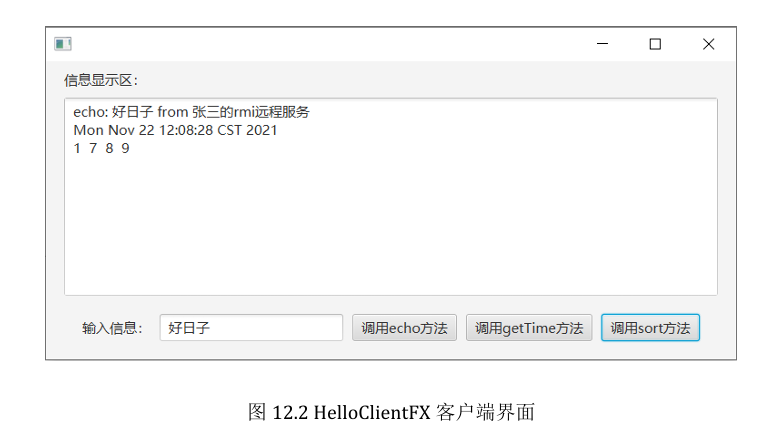 信息显示区：
echo: 好日子 from 张三的rmi远程服务
Mon Nov 22 12:08:28 CST 2021
1 7 8 9
输入信息： 好日子 调用echo方法 调用getTime方法 调用sort方法
图 12.2 HelloClientFX 客户端界面